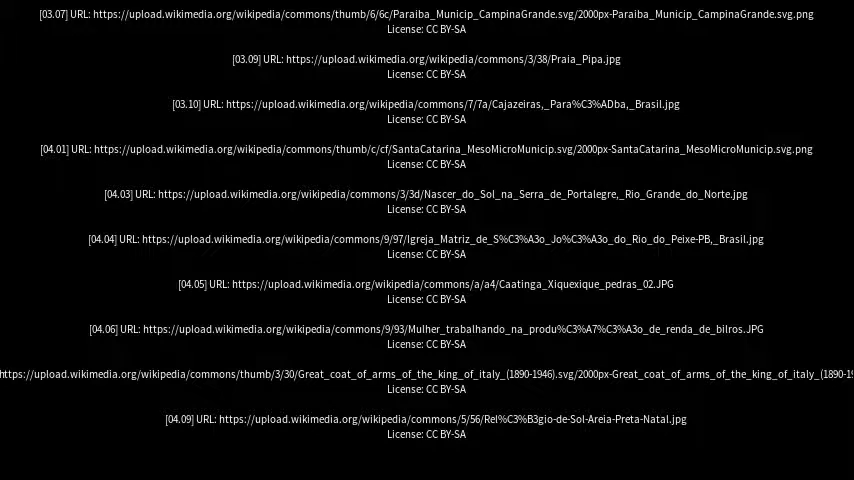 [03.07] URL: https://upload.wikimedia.org/wikipedia/commons/thumb/6/6c/Paraiba_Municip_CampinaGrande.svg/2000px-Paraiba_Municip_CampinaGrande.svg.png
License: CC BY-SA
[03.09] URL: https://upload.wikimedia.org/wikipedia/commons/3/38/Praia_Pipa.jpg
License: CC BY-SA
[03.10] URL: https://upload.wikimedia.org/wikipedia/commons/7/7a/Cajazeiras,_Para%C3%ADba,_Brasil.jpg
License: CC BY-SA
[04.01] URL: https://upload.wikimedia.org/wikipedia/commons/thumb/c/cf/SantaCatarina_MesoMicroMunicip.svg/2000px-SantaCatarina_MesoMicroMunicip.svg.png
License: CC BY-SA
[04.03] URL: https://upload.wikimedia.org/wikipedia/commons/3/3d/Nascer_do_Sol_na_Serra_de_Portalegre,_Rio_Grande_do_Norte.jpg
License: CC BY-SA
[04.04] URL: https://upload.wikimedia.org/wikipedia/commons/9/97/Igreja_Matriz_de_S%C3%A3o_Jo%C3%A3o_do_Rio_do_Peixe-PB,_Brasil.jpg
License: CC BY-SA
[04.05] URL: https://upload.wikimedia.org/wikipedia/commons/a/a4/Caatinga_Xiquexique_pedras_02.JPG
License: CC BY-SA
[04.06] URL: https://upload.wikimedia.org/wikipedia/commons/9/93/Mulher_trabalhando_na_produ%C3%A7%C3%A3o_de_renda_de_bilros.JPG
License: CC BY-SA
https://upload.wikimedia.org/wikipedia/commons/thumb/3/30/Great_coat_of_arms_of_the_king_of_italy_(1890-1946).svg/2000px-Great_coat_of_arms_of_the_king_of_italy_(1890-19
License: CC BY-SA
[04.09] URL: https://upload.wikimedia.org/wikipedia/commons/5/56/Rel%C3%B3gio-de-Sol-Areia-Preta-Natal.jpg
License: CC BY-SA